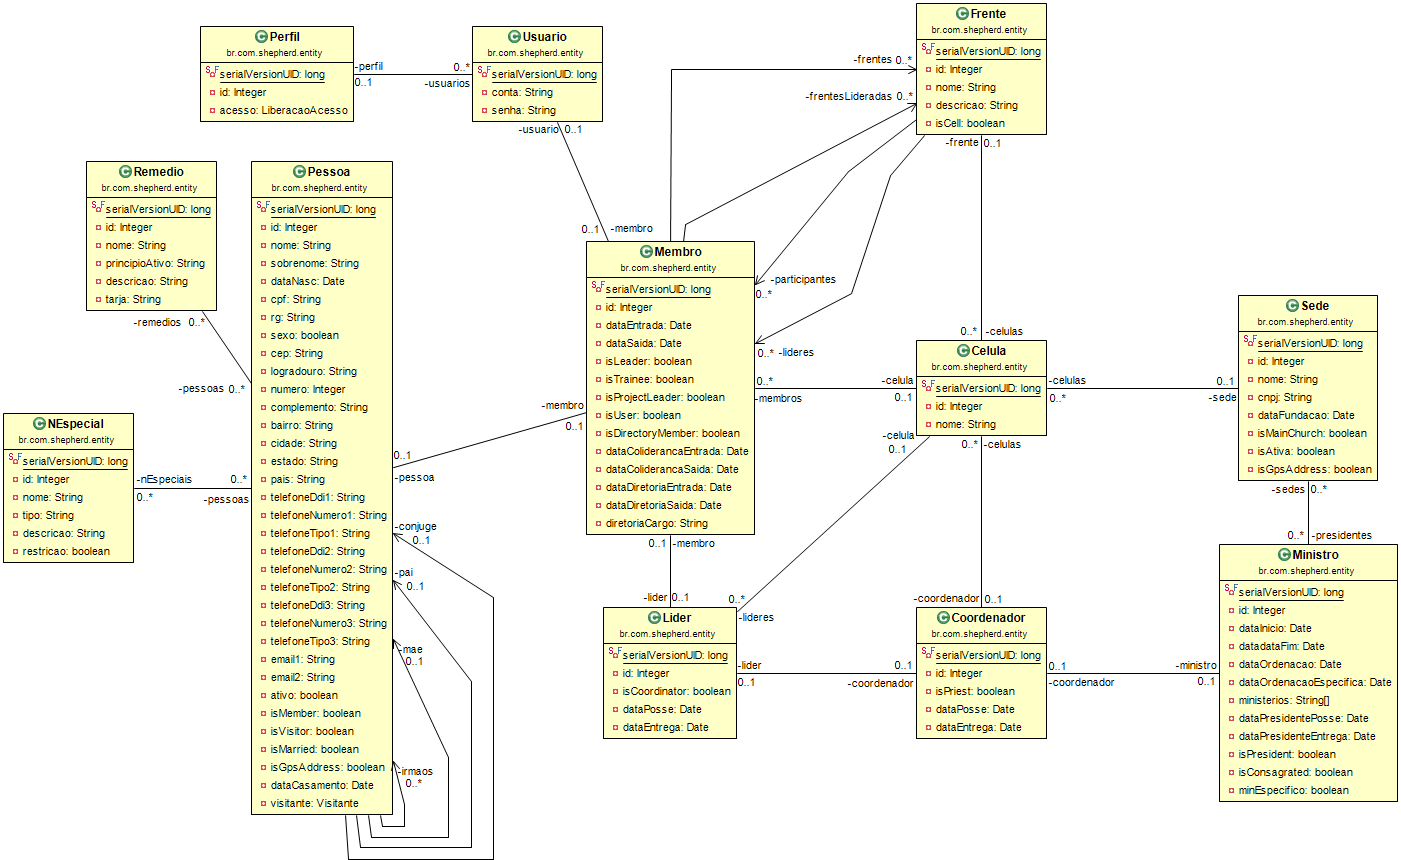 Perfil
br.com.shepherd.entity
serialVersionUID: long
id: Integer
acesso: LiberacaoAcesso
-perfil
0..1
0..*
-usuarios
Usuario
br.com.shepherd.entity
serialVersionUID: long
conta: String
senha: String
-usuario 0..1
0..1 -membro
Frente
br.com.shepherd.entity
serialVersionUID: long
id: Integer
nome: String
descricao: String
isCell: boolean
-frentes 0..*
-frentesLideradas 0..*
-frente 0..1
-participantes
0..*
0..* -lideres
0..* -celulas
Remedio
br.com.shepherd.entity
serialVersionUID: long
id: Integer
nome: String
principioAtivo: String
descricao: String
tarja: String
-remedios 0..*
-pessoas 0..*
NEspecial
br.com.shepherd.entity
serialVersionUID: long
id: Integer
nome: String
tipo: String
descricao: String
restricao: boolean
-nEspeciais
0..*
0..*
-pessoas
Pessoa
br.com.shepherd.entity
serialVersionUID: long
id: Integer
nome: String
sobrenome: String
dataNasc: Date
cpf: String
rg: String
sexo: boolean
cep: String
logradouro: String
numero: Integer
complemento: String
bairro: String
cidade: String
estado: String
pais: String
telefoneDdi1: String
telefoneNumero1: String
telefoneTipo1: String
telefoneDdi2: String
telefoneNumero2: String
telefoneTipo2: String
telefoneDdi3: String
telefoneNumero3: String
telefoneTipo3: String
email1: String
email2: String
ativo: boolean
isMember: boolean
isVisitor: boolean
isMarried: boolean
isGpsAddress: boolean
dataCasamento: Date
visitante: Visitante
-membro
0..1
0..1
-pessoa
-conjuge
0..1
-pai
0..1
-mae
0..1
-irmaos
0..*
Membro
br.com.shepherd.entity
serialVersionUID: long
id: Integer
dataEntrada: Date
dataSaida: Date
isLeader: boolean
isTrainee: boolean
isProjectLeader: boolean
isUser: boolean
isDirectoryMember: boolean
dataColiderancaEntrada: Date
dataColiderancaSaida: Date
dataDiretoriaEntrada: Date
dataDiretoriaSaida: Date
diretoriaCargo: String
0..*
-membros
-celula
0..1
0..1 -membro
-lider 0..1
Celula
br.com.shepherd.entity
serialVersionUID: long
id: Integer
nome: String
-celulas
0..*
0..1
-sede
-celula
0..1
0..* -celulas
0..*
-lideres
-coordenador 0..1
Sede
br.com.shepherd.entity
serialVersionUID: long
id: Integer
nome: String
cnpj: String
dataFundacao: Date
isMainChurch: boolean
isAtiva: boolean
isGpsAddress: boolean
-sedes 0..*
0..* -presidentes
Lider
br.com.shepherd.entity
serialVersionUID: long
id: Integer
isCoordinator: boolean
dataPosse: Date
dataEntrega: Date
-lider
0..1
0..1
-coordenador
Coordenador
br.com.shepherd.entity
serialVersionUID: long
id: Integer
isPriest: boolean
dataPosse: Date
dataEntrega: Date
0..1
-coordenador
-ministro
0..1
Ministro
br.com.shepherd.entity
serialVersionUID: long
id: Integer
dataInicio: Date
datadataFim: Date
dataOrdenacao: Date
dataOrdenacaoEspecifica: Date
ministerios: String[]
dataPresidentePosse: Date
dataPresidenteEntrega: Date
isPresident: boolean
isConsagrated: boolean
minEspecifico: boolean